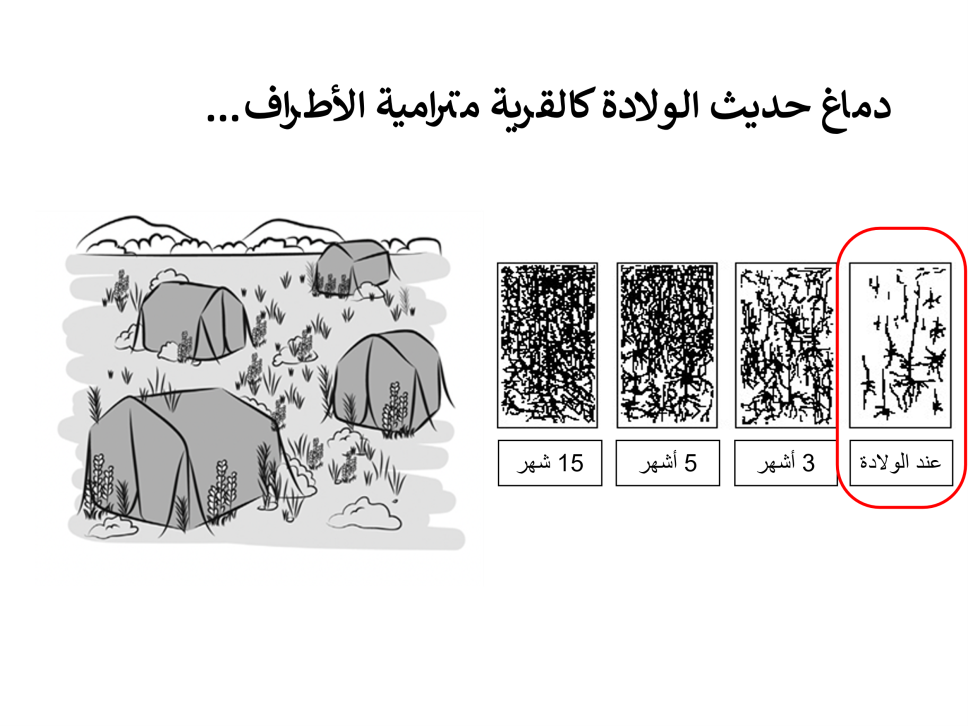 دماغ حديث الولادة كالقرية مترامية الأطراف...
عند الولادة
3 أشهر
5 أشهر
15 شهر